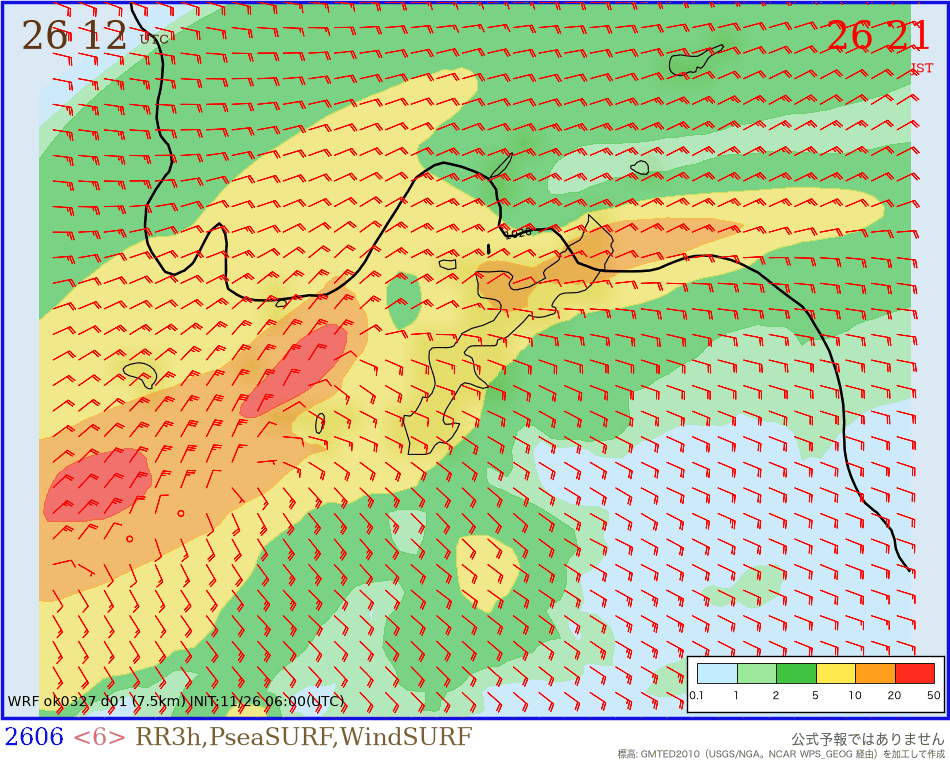 26 12 UTC
26 21 JST
1020
WRF ok0327 d01 (7.5km) INIT:11/26 06:00(UTC)
0.1 1 2 5 10 20 50
2606 <6> RR3h,PseaSURF,WindSURF
公式予報ではありません
標高: GMTED2010（USGS/NGA。NCAR WPS_GEOG 経由）を加工して作成